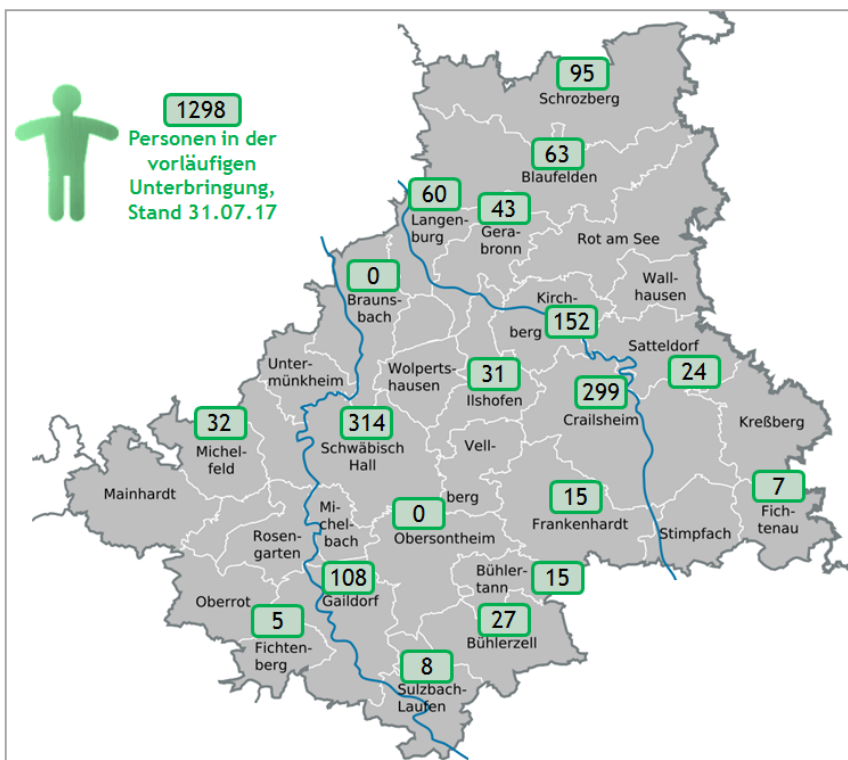 1298
Personen in der
vorläufigen
Unterbringung,
Stand 31.07.17
95
Schrozberg
63
Blaufelden
60
Langen-
burg
43
Gera-
bronn
Rot am See
0
Brauns-
bach
Wall-
hausen
Kirch-
berg
152
Satteldorf
24
Unter-
münkheim
Wolperts-
hausen
31
Ilshofen
299
Crailsheim
Kreßberg
32
Michel-
feld
314
Schwäbisch
Hall
Vell-
berg
Mainhardt
7
Fich-
tenau
15
Frankenhardt
Stimpfach
Mi-
chel-
bach
0
Obersontheim
Rosen-
garten
108
Gaildorf
Bühler-
tann
15
Oberrot
5
Fichten-
berg
27
Bühlerzell
8
Sulzbach-
Laufen